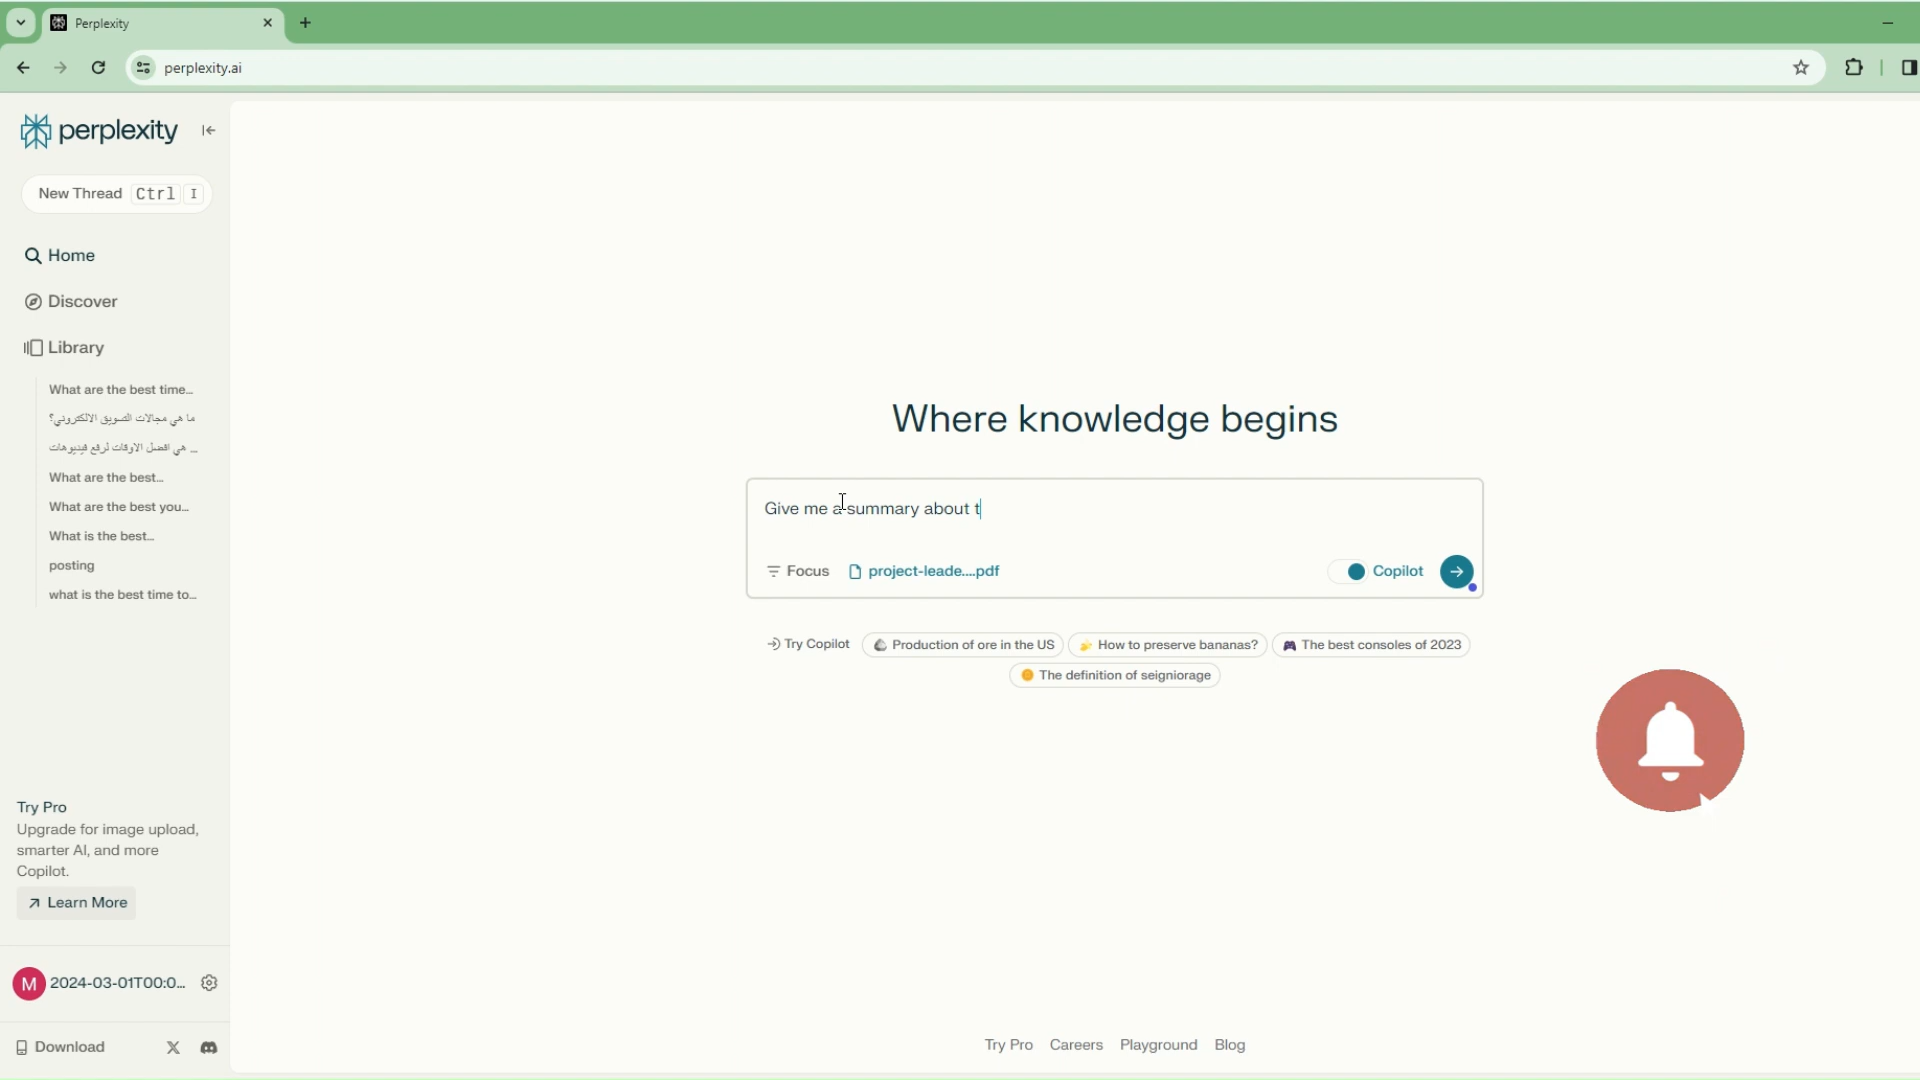 Perplexity
perplexity.ai
perplexity
New Thread Ctrl I
Home
Discover
Library
What are the best time...
ما هي مجالات التسويق الالكتروني؟
... هي افضل الاوقات لرفع فيديوهات
What are the best...
What are the best you...
What is the best...
posting
what is the best time to...
Try Pro
Upgrade for image upload,
smarter AI, and more
Copilot.
Learn More
M 2024-03-01T00:0...
Download
Where knowledge begins
Give me a summary about t
Focus project-leade....pdf Copilot
Try Copilot Production of ore in the US How to preserve bananas? The best consoles of 2023
The definition of seigniorage
Try Pro Careers Playground Blog